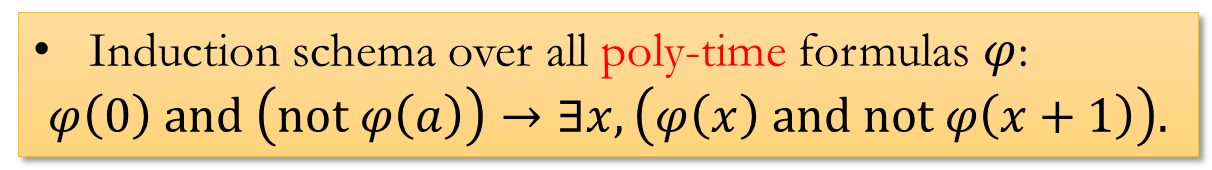 • Induction schema over all poly-time formulas φ:
φ(0) and (not φ(a)) → ∃x, (φ(x) and not φ(x + 1)).